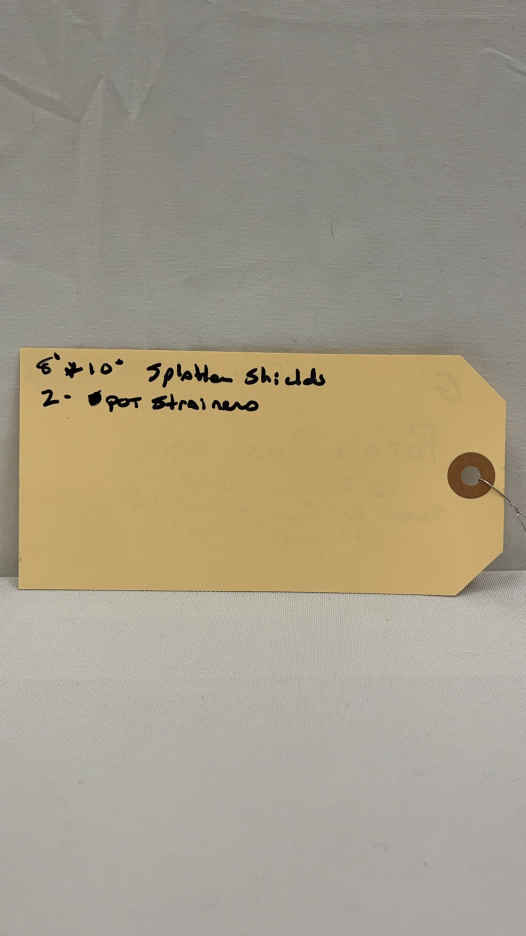 8" * 10" Splatter Shields
2 - pot strainers